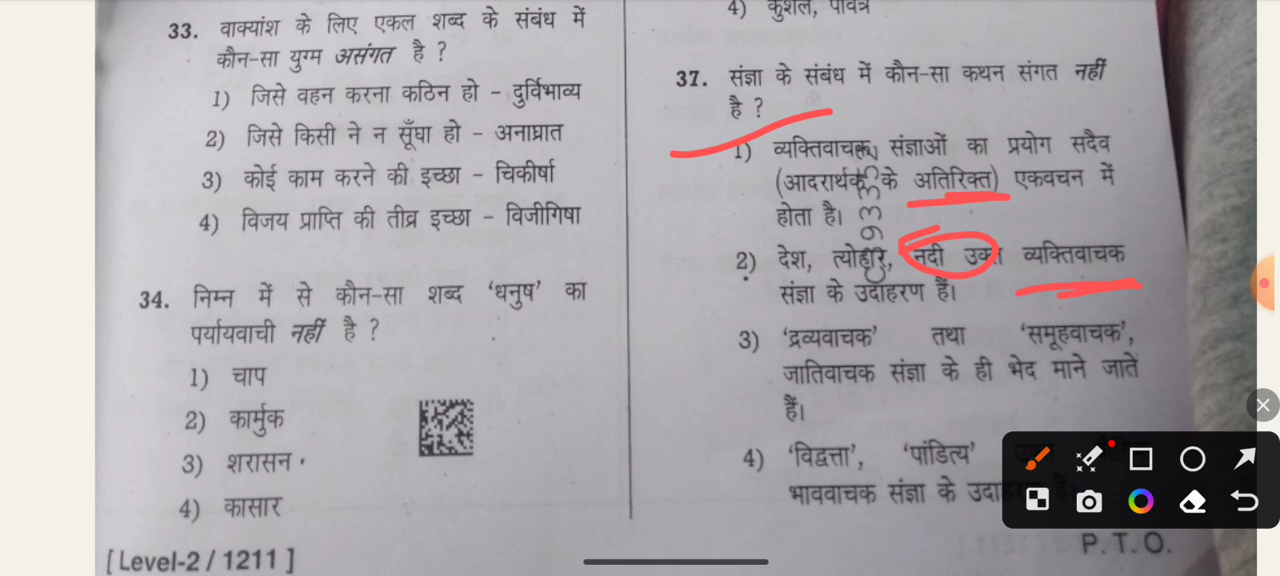 33. वाक्यांश के लिए एकल शब्द के संबंध में
कौन-सा युग्म असंगत है ?
1) जिसे वहन करना कठिन हो - दुर्विभाव्य
2) जिसे किसी ने न सूँघा हो - अनाघ्रात
3) कोई काम करने की इच्छा - चिकीर्षा
4) विजय प्राप्ति की तीव्र इच्छा - विजीगिषा
34. निम्न में से कौन-सा शब्द 'धनुष' का
पर्यायवाची नहीं है ?
1) चाप
2) कार्मुक
3) शरासन
4) कासार
[ Level-2 / 1211 ]
4) कुशल, पवित्र
37. संज्ञा के संबंध में कौन-सा कथन संगत नहीं
है ?
1) व्यक्तिवाचक संज्ञाओं का प्रयोग सदैव
(आदरार्थक के अतिरिक्त) एकवचन में
होता है।
2) देश, त्योहार, नदी उक्त व्यक्तिवाचक
संज्ञा के उदाहरण हैं।
3) 'द्रव्यवाचक' तथा 'समूहवाचक',
जातिवाचक संज्ञा के ही भेद माने जाते
हैं।
4) 'विद्वत्ता', 'पांडित्य'
भाववाचक संज्ञा के
P.T.O.